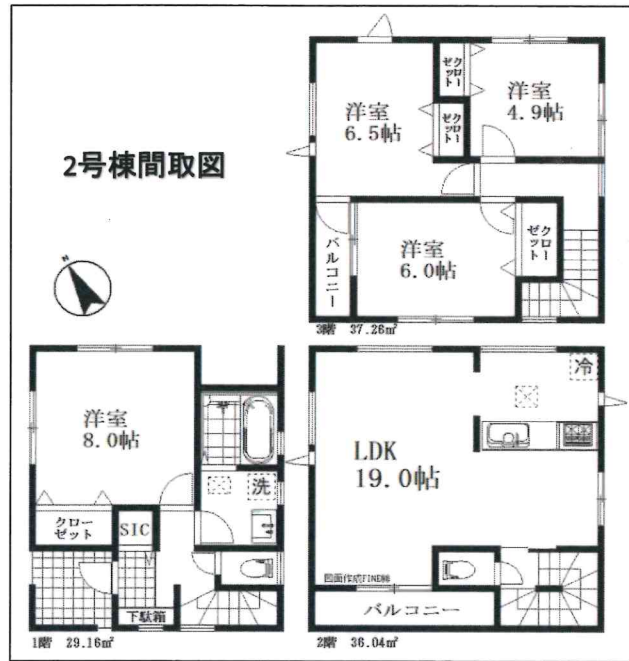 2号棟間取図
N
クローゼット
洋室
4.9帖
洋室
6.5帖
クローゼット
洋室
6.0帖
クローゼット
バルコニー
3階 37.26㎡
洋室
8.0帖
クローゼット
SIC
洗
下駄箱
1階 29.16㎡
冷
LDK
19.0帖
バルコニー
2階 36.04㎡